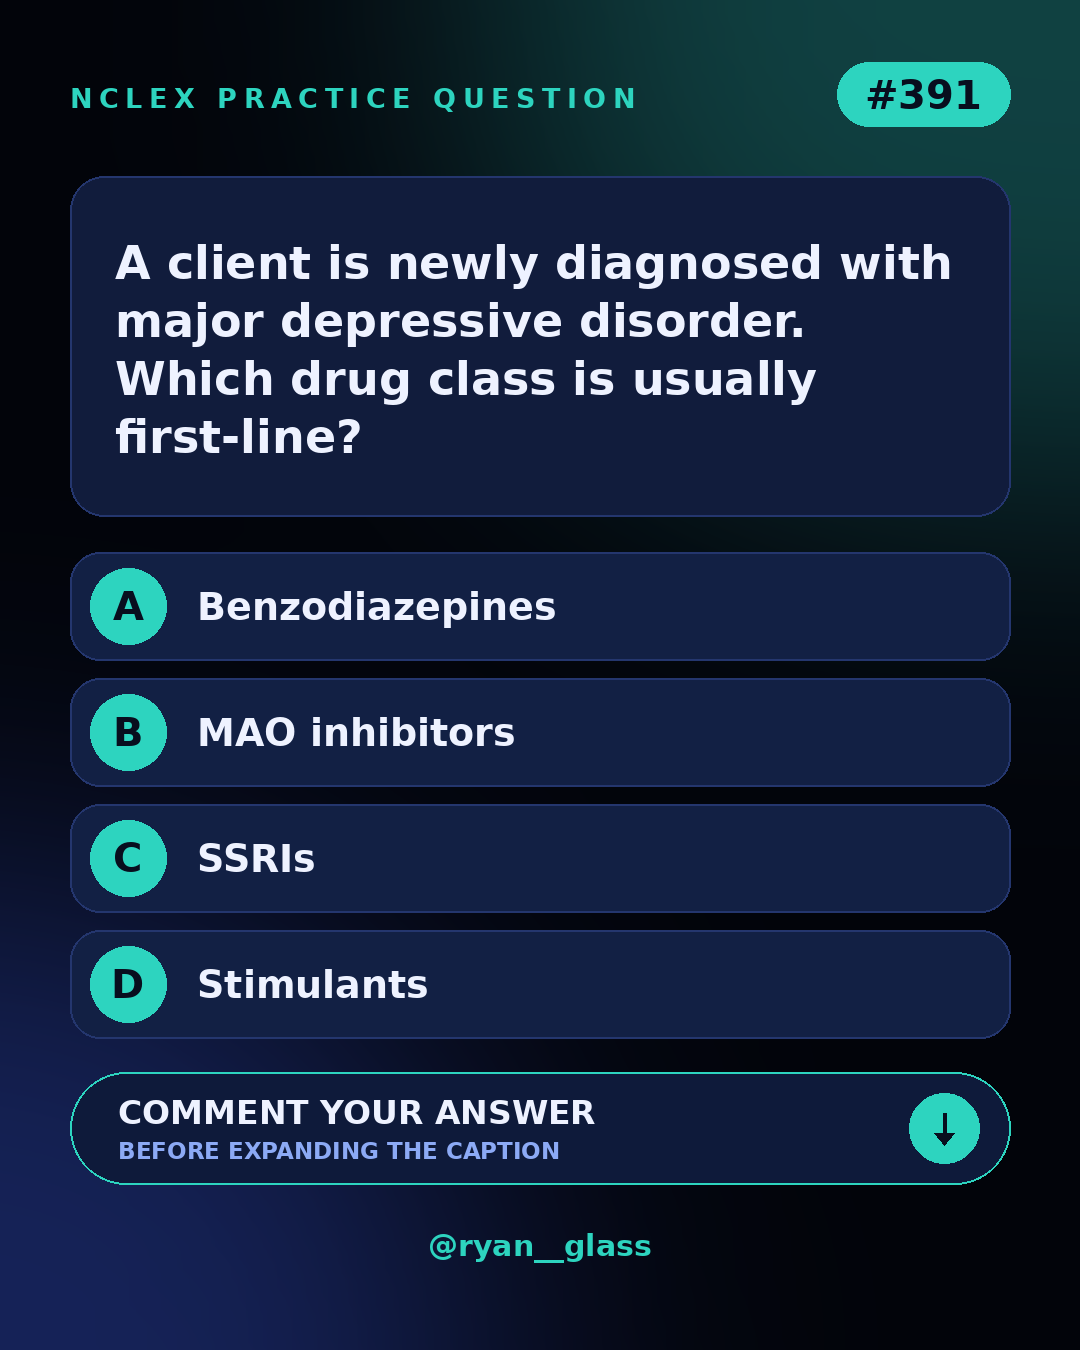 NCLEX PRACTICE QUESTION
#391
A client is newly diagnosed with
major depressive disorder.
Which drug class is usually
first-line?
A Benzodiazepines
B MAO inhibitors
C SSRIs
D Stimulants
COMMENT YOUR ANSWER
BEFORE EXPANDING THE CAPTION
@ryan__glass